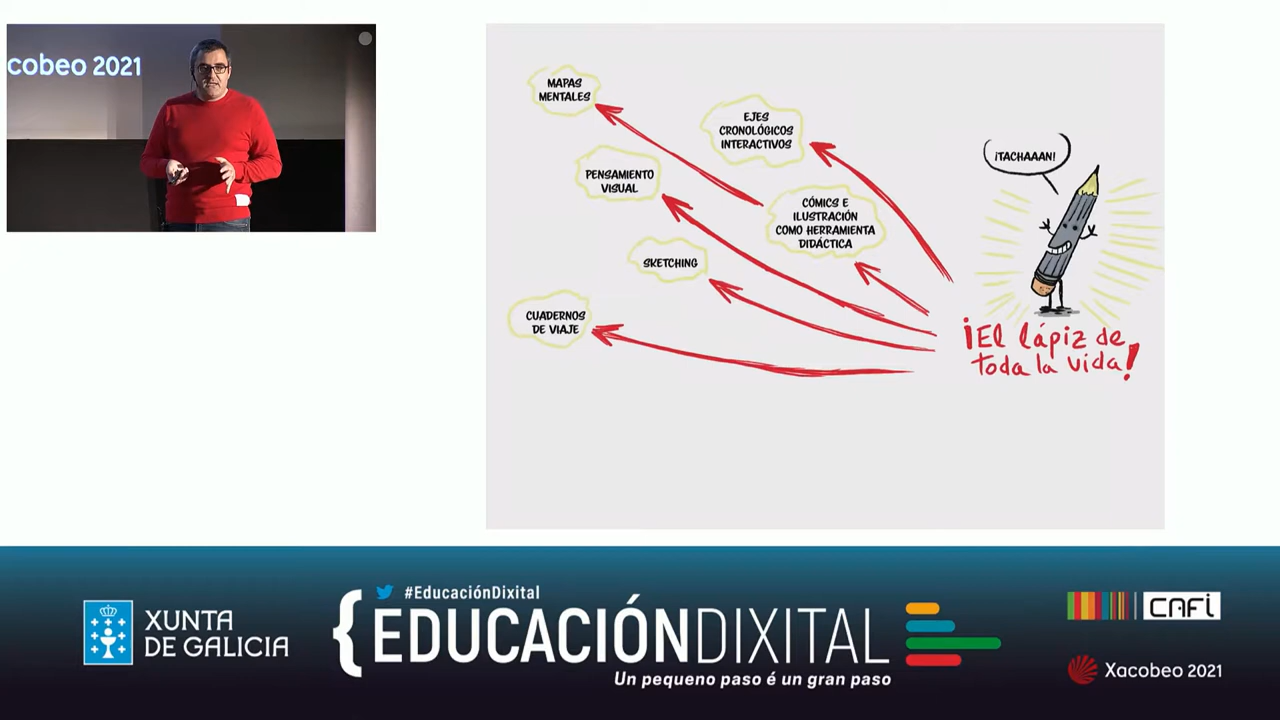 cobeo 2021
MAPAS
MENTALES
EJES
CRONOLÓGICOS
INTERACTIVOS
¡TACHAAAN!
PENSAMIENTO
VISUAL
CÓMICS E
ILUSTRACIÓN
COMO HERRAMIENTA
DIDÁCTICA
SKETCHING
CUADERNOS
DE VIAJE
¡El lápiz de
toda la vida!
XUNTA
DE GALICIA
#EducaciónDixital
{EDUCACIÓNDIXITAL
Un pequeno paso é un gran paso
CAFi
Xacobeo 2021